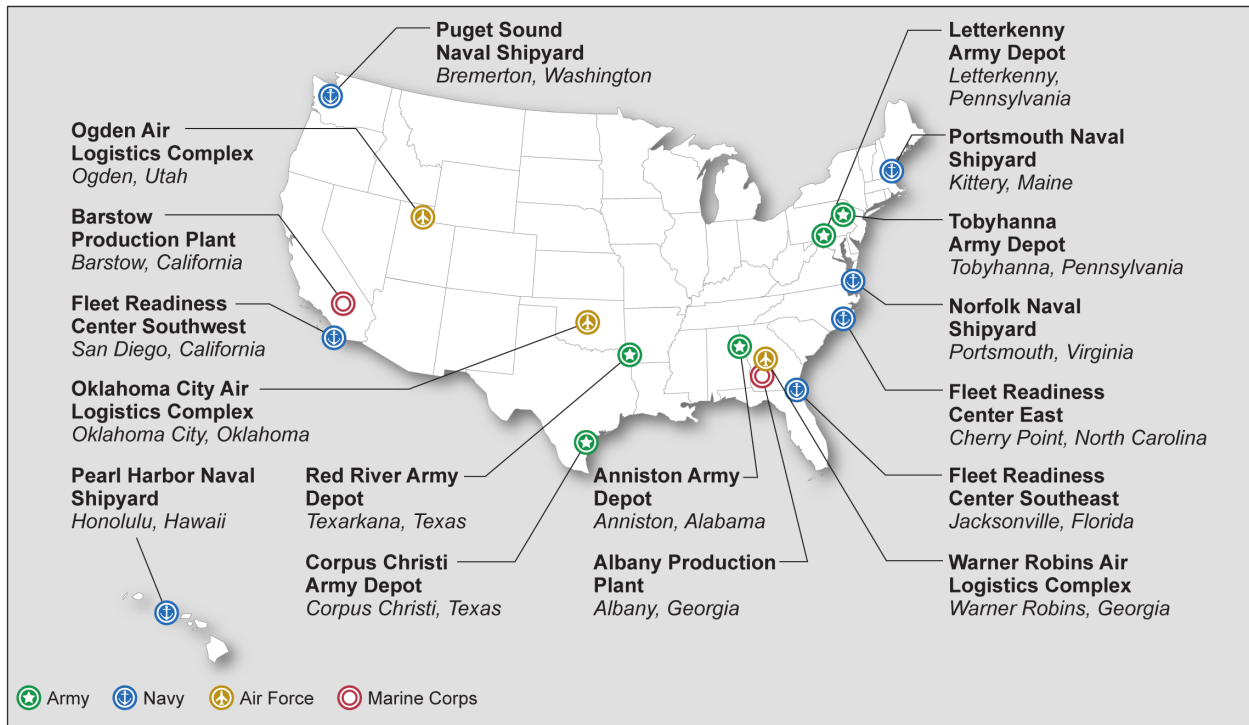 Puget Sound
Naval Shipyard
Bremerton, Washington
Letterkenny
Army Depot
Letterkenny,
Pennsylvania
Ogden Air
Logistics Complex
Ogden, Utah
Portsmouth Naval
Shipyard
Kittery, Maine
Barstow
Production Plant
Barstow, California
Tobyhanna
Army Depot
Tobyhanna, Pennsylvania
Fleet Readiness
Center Southwest
San Diego, California
Norfolk Naval
Shipyard
Portsmouth, Virginia
Oklahoma City Air
Logistics Complex
Oklahoma City, Oklahoma
Fleet Readiness
Center East
Cherry Point, North Carolina
Pearl Harbor Naval
Shipyard
Honolulu, Hawaii
Red River Army
Depot
Texarkana, Texas
Anniston Army
Depot
Anniston, Alabama
Fleet Readiness
Center Southeast
Jacksonville, Florida
Corpus Christi
Army Depot
Corpus Christi, Texas
Albany Production
Plant
Albany, Georgia
Warner Robins Air
Logistics Complex
Warner Robins, Georgia
Army Navy Air Force Marine Corps